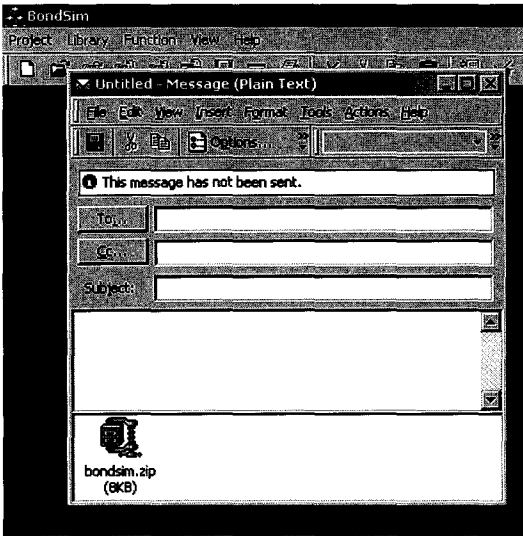 BondSim
Project Library Function View Help
Untitled - Message (Plain Text)
File Edit View Insert Format Tools Actions Help
Options...
This message has not been sent.
To...
Cc...
Subject:
bondsim.zip
(8KB)